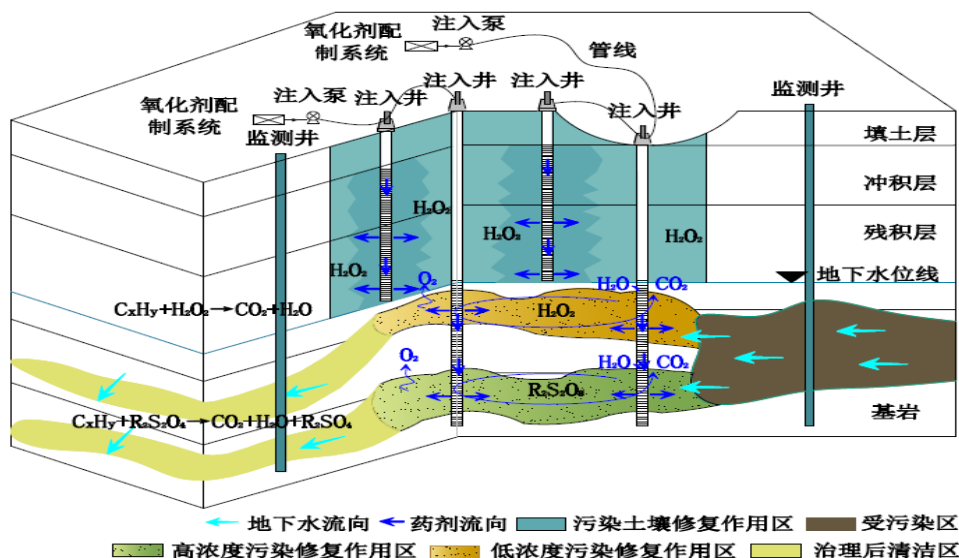 氧化剂配
制系统
注入泵
管线
注入井
注入井
注入井
注入井
氧化剂配
制系统
注入泵
监测井
监测井
填土层
冲积层
残积层
地下水位线
基岩
H₂O₂
H₂O₂
H₂O₂
H₂O₂
O₂
H₂O
CO₂
H₂O₂
CxHy+H₂O₂→CO₂+H₂O
O₂
H₂O
CO₂
CxHy+R₂S₂O₄→CO₂+H₂O+R₂SO₄
地下水流向
药剂流向
污染土壤修复作用区
受污染区
高浓度污染修复作用区
低浓度污染修复作用区
治理后清洁区